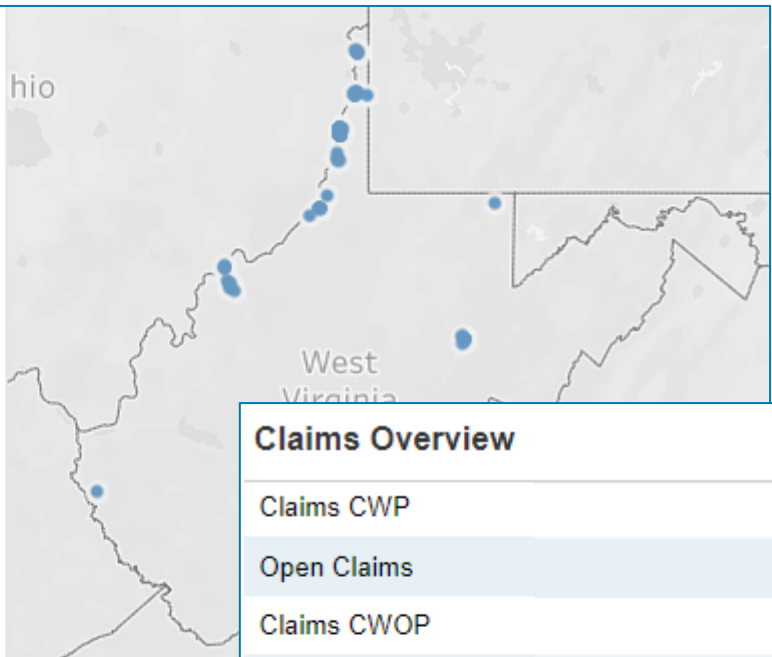 hio
West
Virginia
Claims Overview
Claims CWP
Open Claims
Claims CWOP